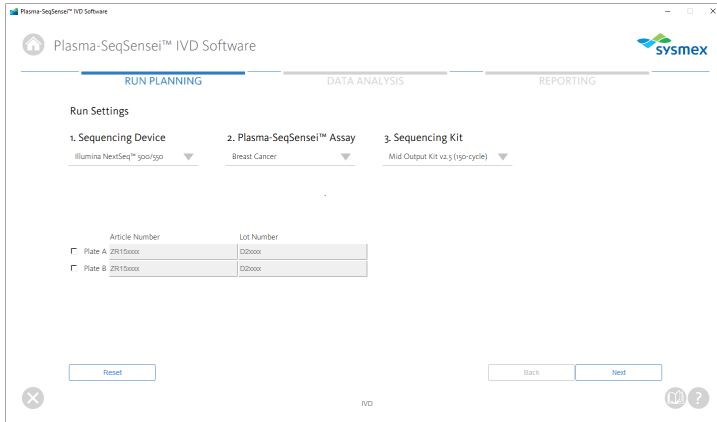 Plasma-SeqSensei™ IVD Software
Plasma-SeqSensei™ IVD Software
sysmex
RUN PLANNING DATA ANALYSIS REPORTING
Run Settings
1. Sequencing Device 2. Plasma-SeqSensei™ Assay 3. Sequencing Kit
Illumina NextSeq™ 500/550 Breast Cancer Mid Output Kit v2.5 (150-cycle)
Article Number Lot Number
Plate A ZR15xxxx D2xxxx
Plate B ZR15xxxx D2xxxx
Reset Back Next
IVD
?